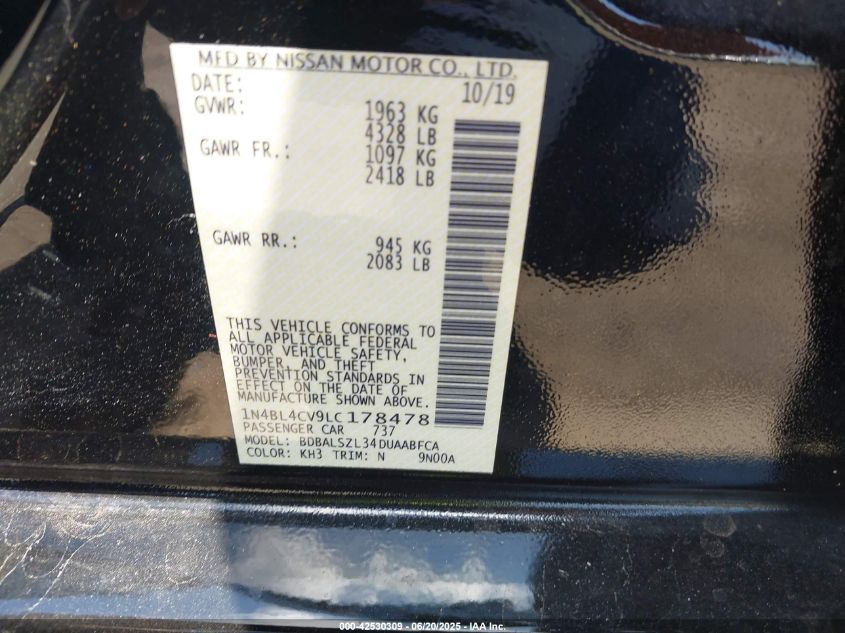 MFD BY NISSAN MOTOR CO., LTD.
DATE: 10/19
GVWR: 1963 KG
4328 LB
GAWR FR.: 1097 KG
2418 LB
GAWR RR.: 945 KG
2083 LB
THIS VEHICLE CONFORMS TO
ALL APPLICABLE FEDERAL
MOTOR VEHICLE SAFETY,
BUMPER, AND THEFT
PREVENTION STANDARDS IN
EFFECT ON THE DATE OF
MANUFACTURE SHOWN ABOVE.
1N4BL4CV9LC178478
PASSENGER CAR 737
MODEL: BDBALSZL34DUAABFCA
COLOR: KH3 TRIM: N 9N00A
000-42530309 - 06/20/2025 - IAA Inc.